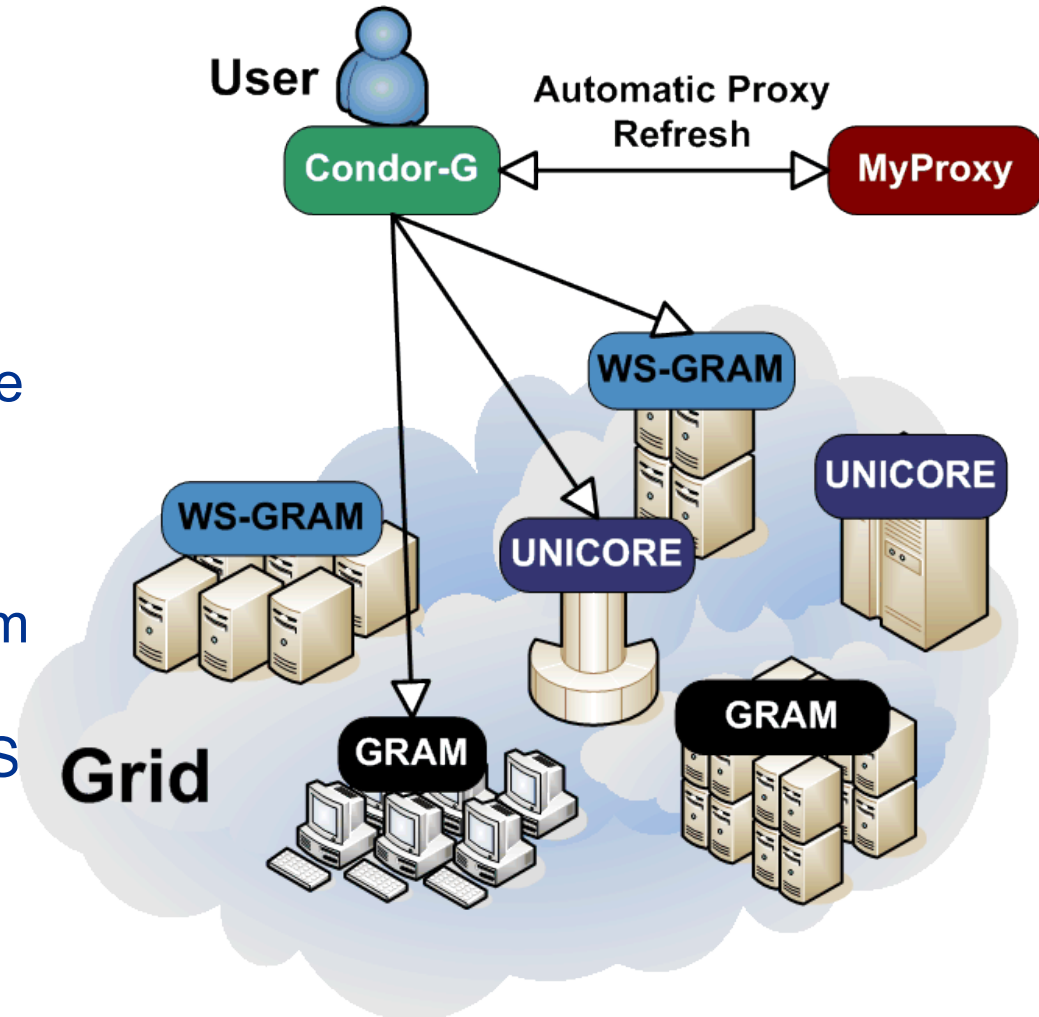 User
Automatic Proxy
Refresh
Condor-G
MyProxy
WS-GRAM
e
UNICORE
WS-GRAM
UNICORE
m
GRAM
GRAM
S
Grid